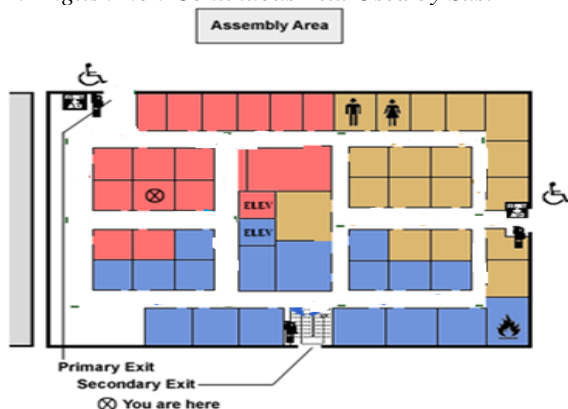 Assembly Area
ELEV
ELEV
Primary Exit
Secondary Exit
You are here